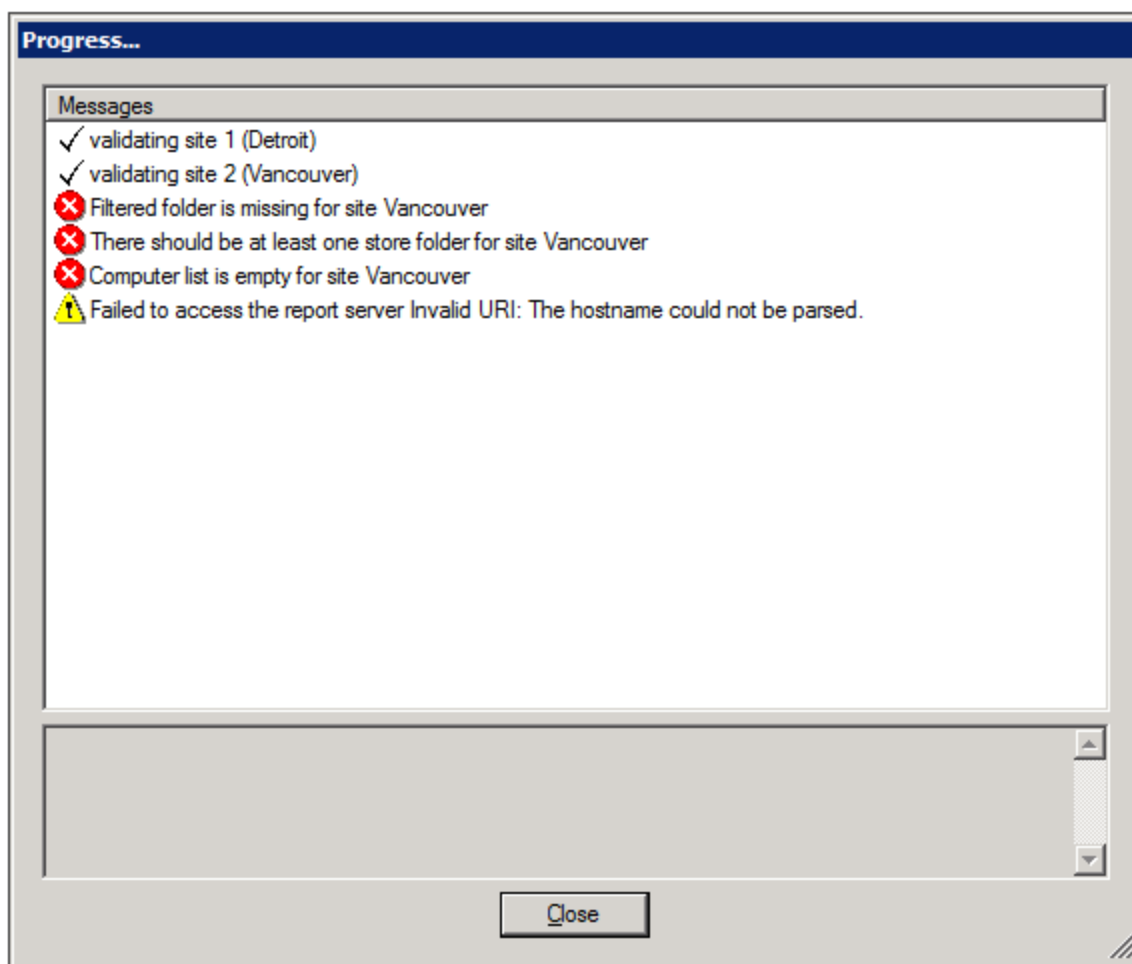 Progress...
Messages
validating site 1 (Detroit)
validating site 2 (Vancouver)
Filtered folder is missing for site Vancouver
There should be at least one store folder for site Vancouver
Computer list is empty for site Vancouver
Failed to access the report server Invalid URI: The hostname could not be parsed.
Close